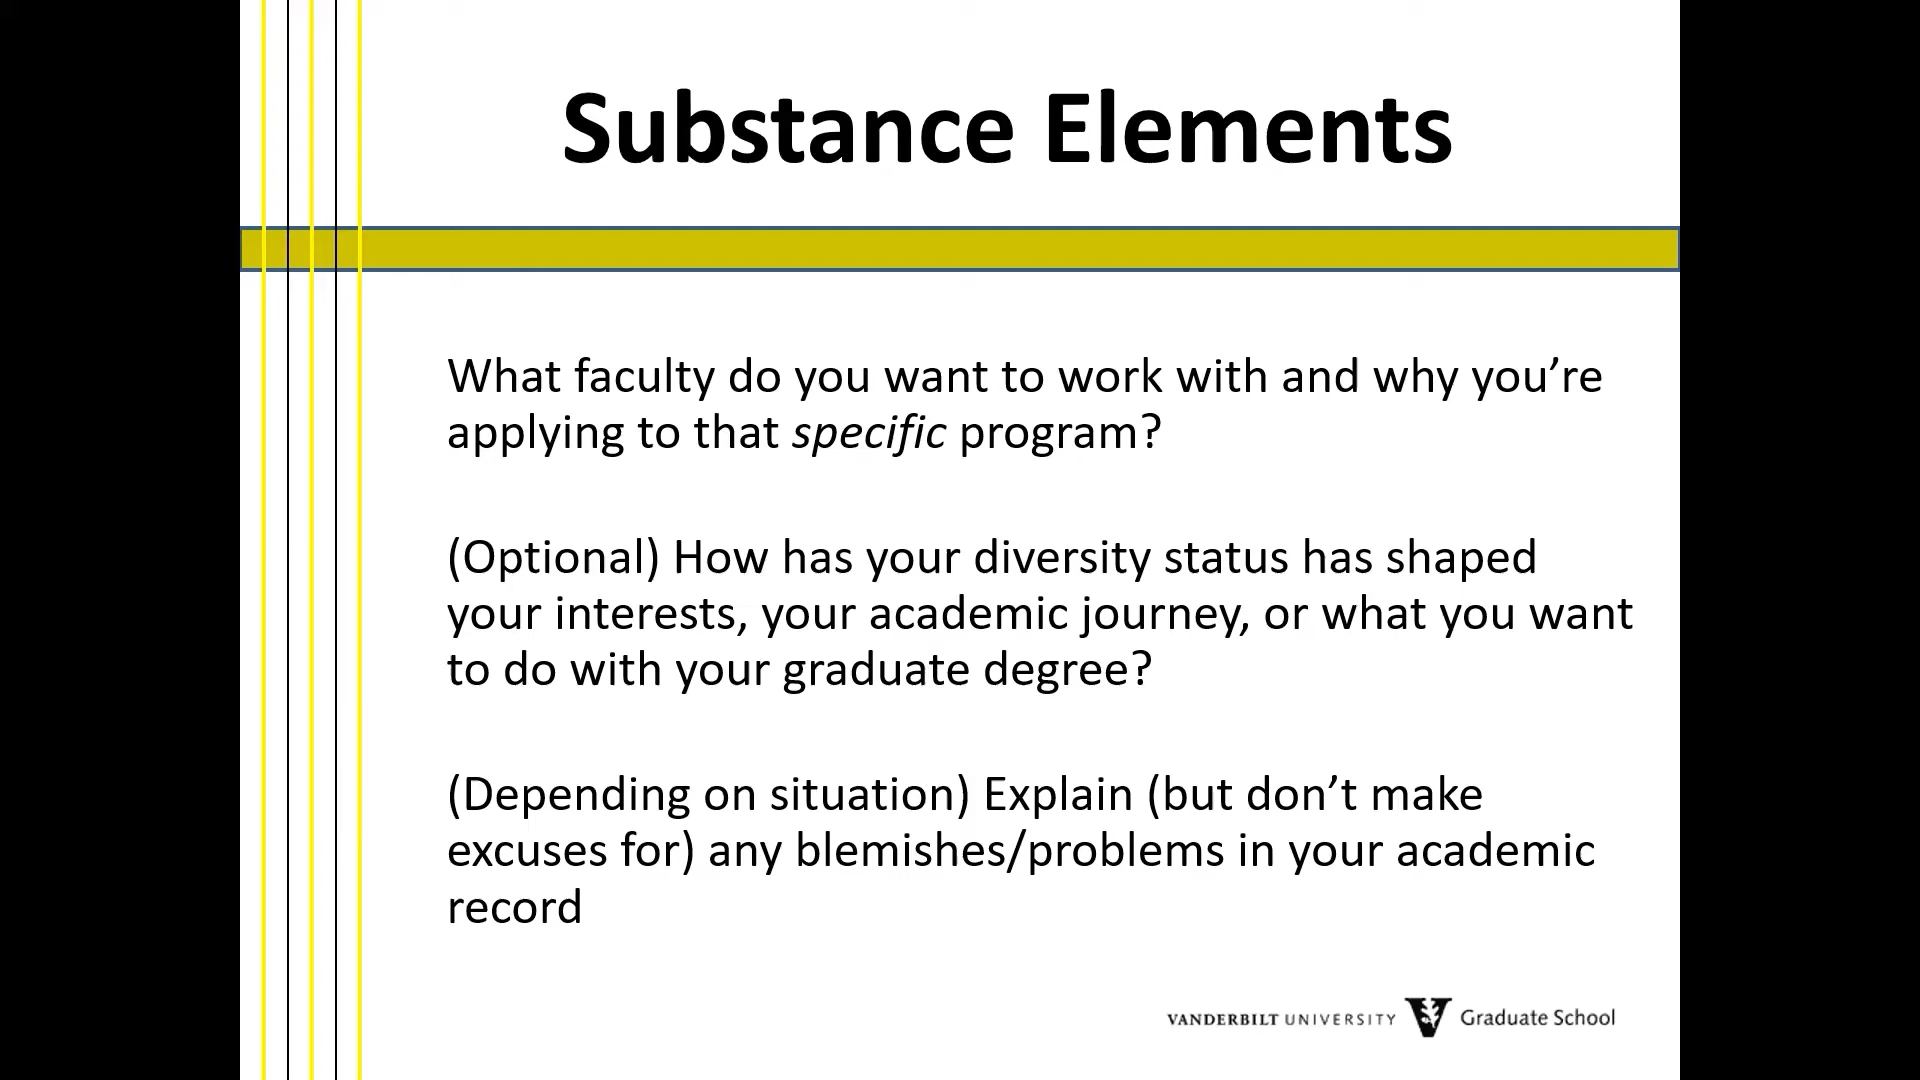 Substance Elements
What faculty do you want to work with and why you’re
applying to that specific program?
(Optional) How has your diversity status has shaped
your interests, your academic journey, or what you want
to do with your graduate degree?
(Depending on situation) Explain (but don’t make
excuses for) any blemishes/problems in your academic
record
VANDERBILT UNIVERSITY V Graduate School